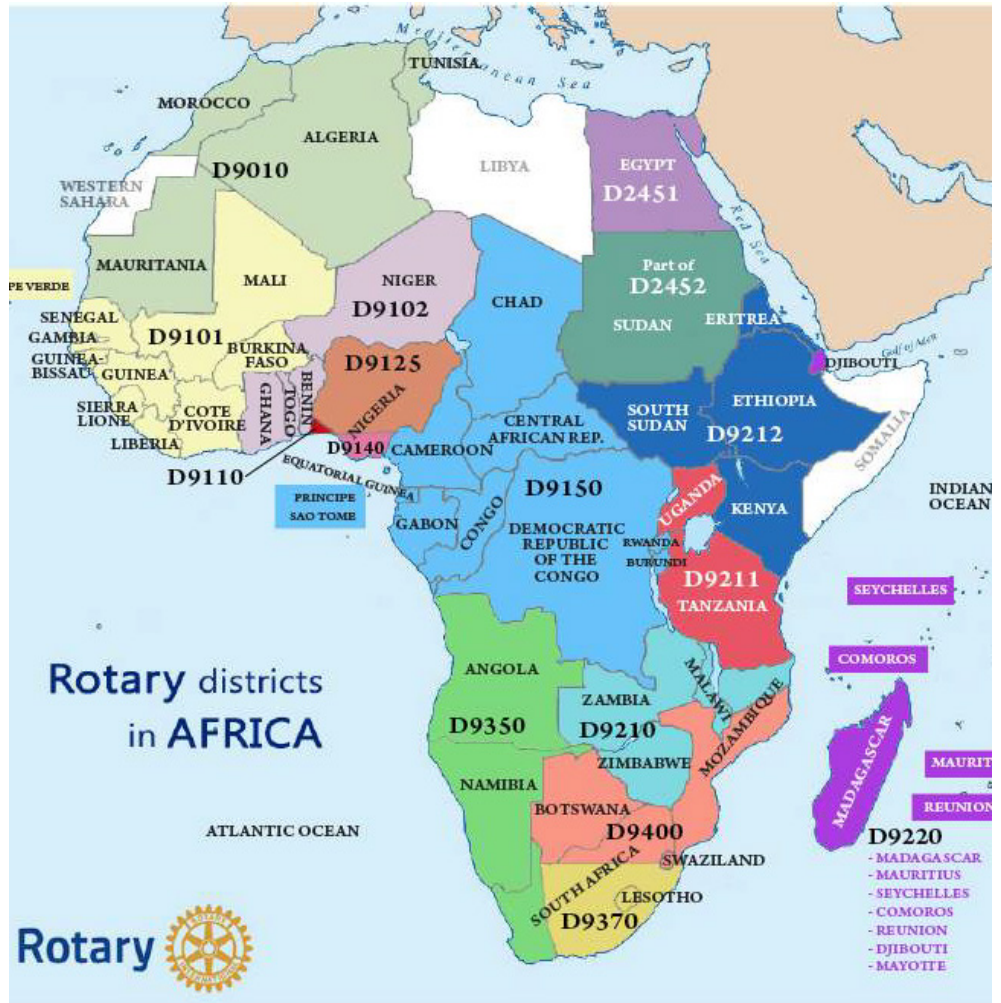 Mediterranean Sea
TUNISIA
MOROCCO
ALGERIA
LIBYA
EGYPT
D2451
D9010
WESTERN
SAHARA
Red Sea
MAURITANIA
MALI
NIGER
D9102
CHAD
Part of
D2452
SUDAN
ERITREA
PE VERDE
SENEGAL
GAMBIA
GUINEA-
BISSAU
GUINEA
D9101
BURKINA
FASO
D9125
NIGERIA
BENIN
TOGO
GHANA
Gulf of Aden
DJIBOUTI
SIERRA
LIONE
LIBERIA
COTE
D'IVOIRE
D9110
D9140
CAMEROON
CENTRAL
AFRICAN REP.
SOUTH
SUDAN
ETHIOPIA
D9212
SOMALIA
EQUATORIAL GUINEA
PRINCIPE
SAO TOME
GABON
CONGO
D9150
DEMOCRATIC
REPUBLIC
OF THE
CONGO
UGANDA
KENYA
RWANDA
BURUNDI
D9211
TANZANIA
INDIAN
OCEAN
SEYCHELLES
COMOROS
Rotary districts
in AFRICA
ANGOLA
D9350
ZAMBIA
D9210
MALAWI
MOZAMBIQUE
ZIMBABWE
NAMIBIA
BOTSWANA
D9400
MADAGASCAR
MAURIT
REUNION
ATLANTIC OCEAN
SOUTH AFRICA
SWAZILAND
LESOTHO
D9370
D9220
- MADAGASCAR
- MAURITIUS
- SEYCHELLES
- COMOROS
- REUNION
- DJIBOUTI
- MAYOTTE
Rotary
ROTARY
INTERNATIONAL